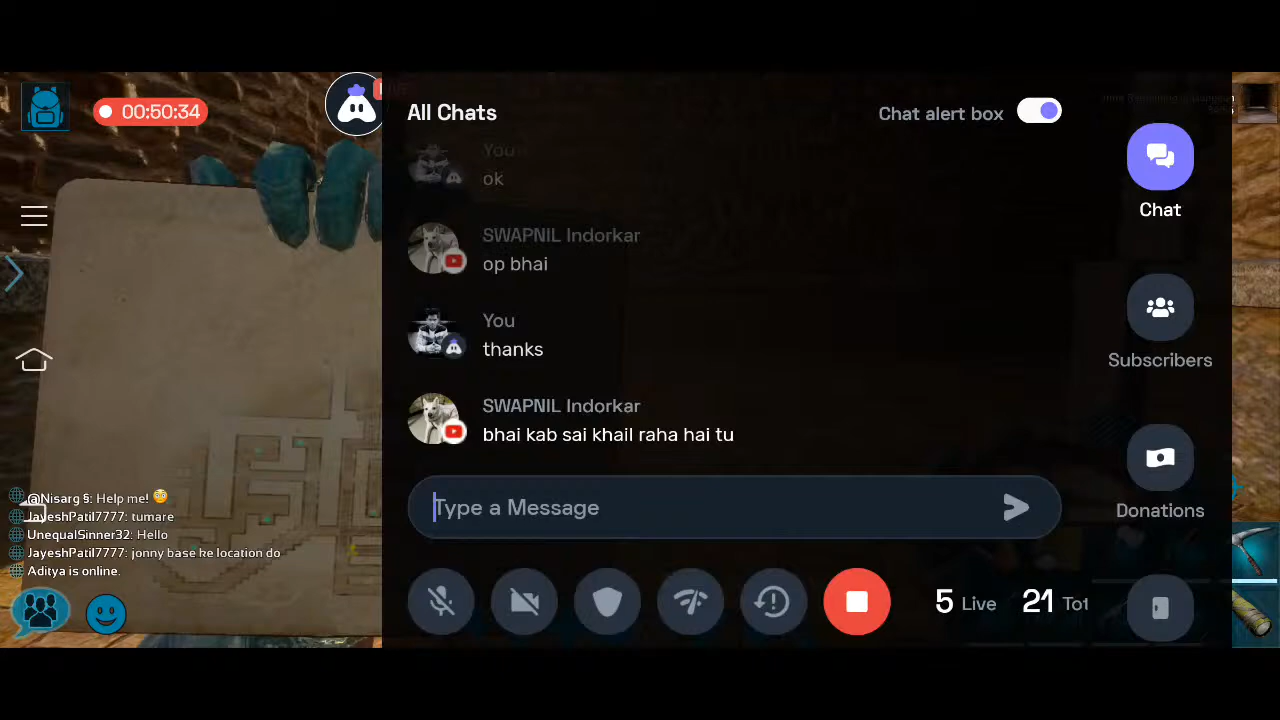 00:50:34
All Chats
Chat alert box
You
ok
SWAPNIL Indorkar
op bhai
You
thanks
SWAPNIL Indorkar
bhai kab sai khail raha hai tu
Type a Message
Chat
Subscribers
Donations
5 Live
21 Tot
@Nisarg §: Help me! 😳
JayeshPatil7777: tumare
UnequalSinner32: Hello
JayeshPatil7777: jonny base ke location do
Aditya is online.